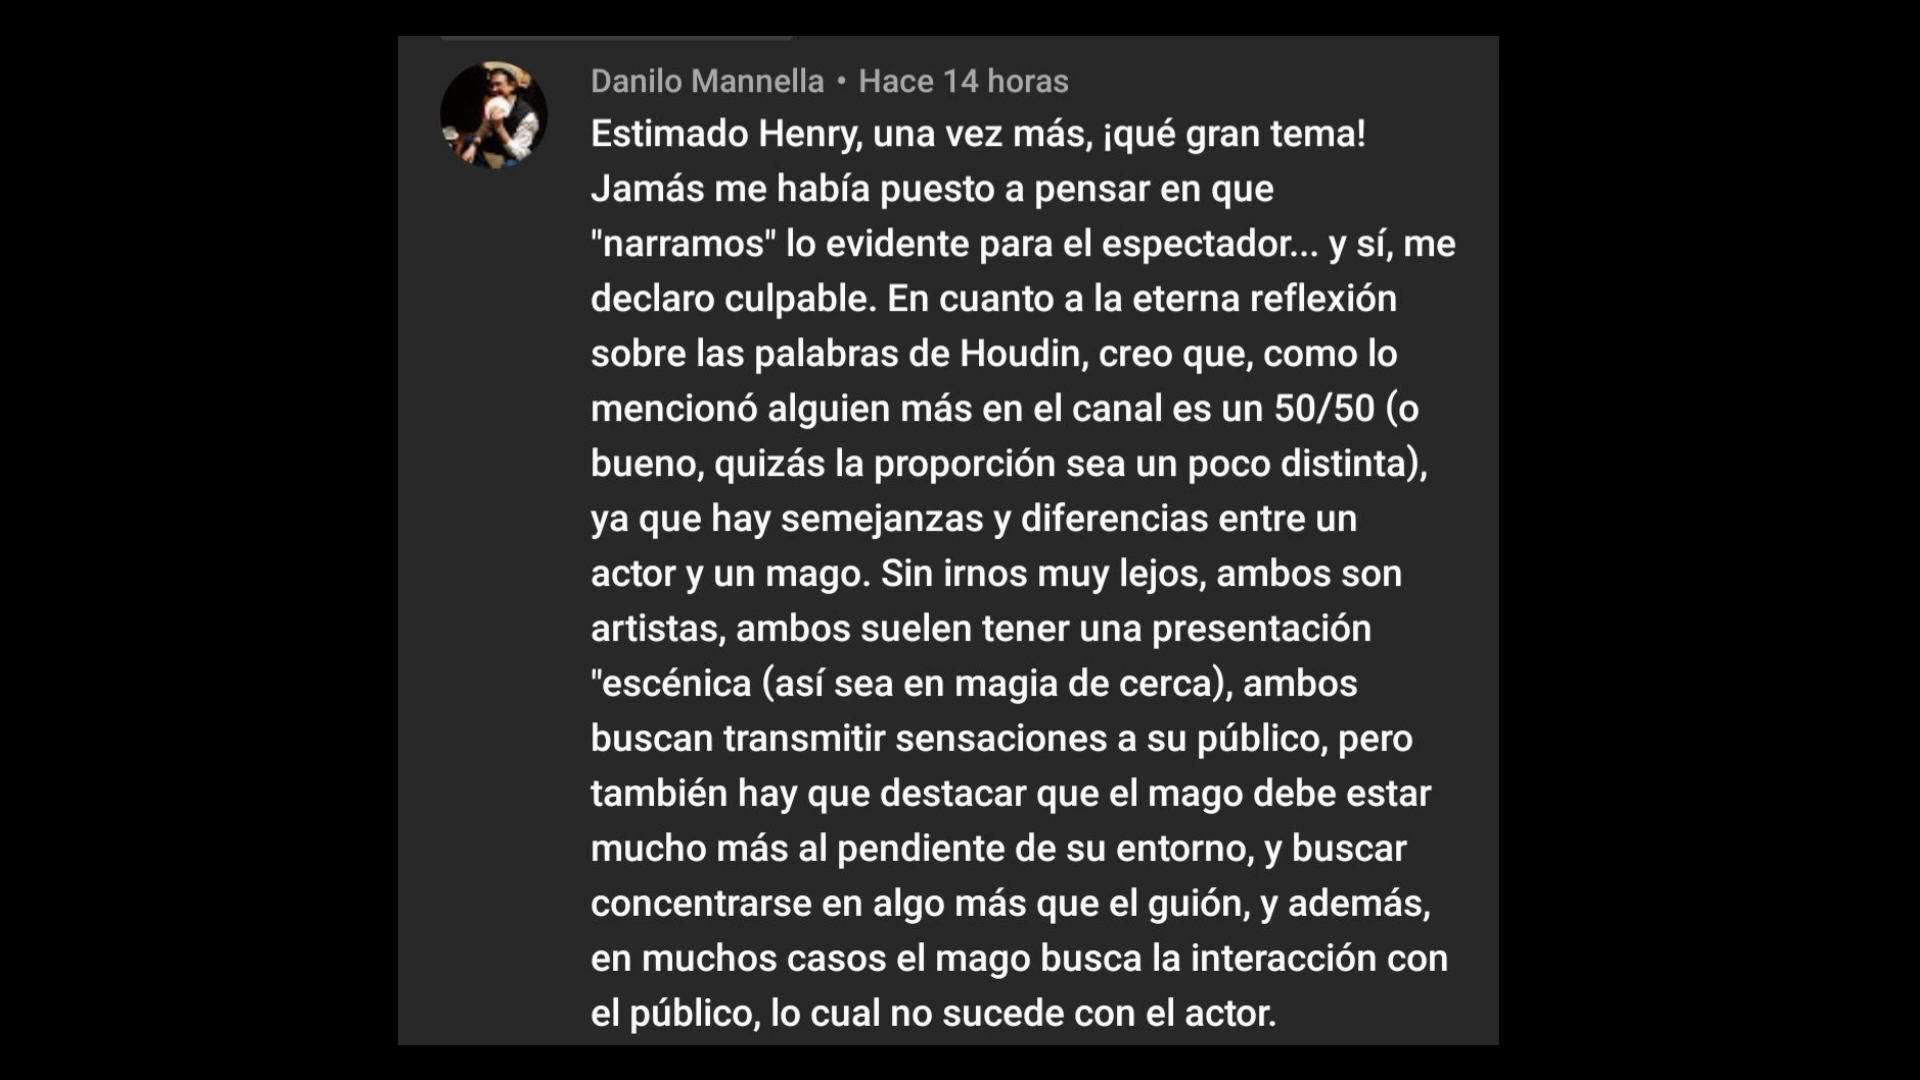 Danilo Mannella • Hace 14 horas
Estimado Henry, una vez más, ¡qué gran tema!
Jamás me había puesto a pensar en que
"narramos" lo evidente para el espectador... y sí, me
declaro culpable. En cuanto a la eterna reflexión
sobre las palabras de Houdin, creo que, como lo
mencionó alguien más en el canal es un 50/50 (o
bueno, quizás la proporción sea un poco distinta),
ya que hay semejanzas y diferencias entre un
actor y un mago. Sin irnos muy lejos, ambos son
artistas, ambos suelen tener una presentación
"escénica (así sea en magia de cerca), ambos
buscan transmitir sensaciones a su público, pero
también hay que destacar que el mago debe estar
mucho más al pendiente de su entorno, y buscar
concentrarse en algo más que el guión, y además,
en muchos casos el mago busca la interacción con
el público, lo cual no sucede con el actor.